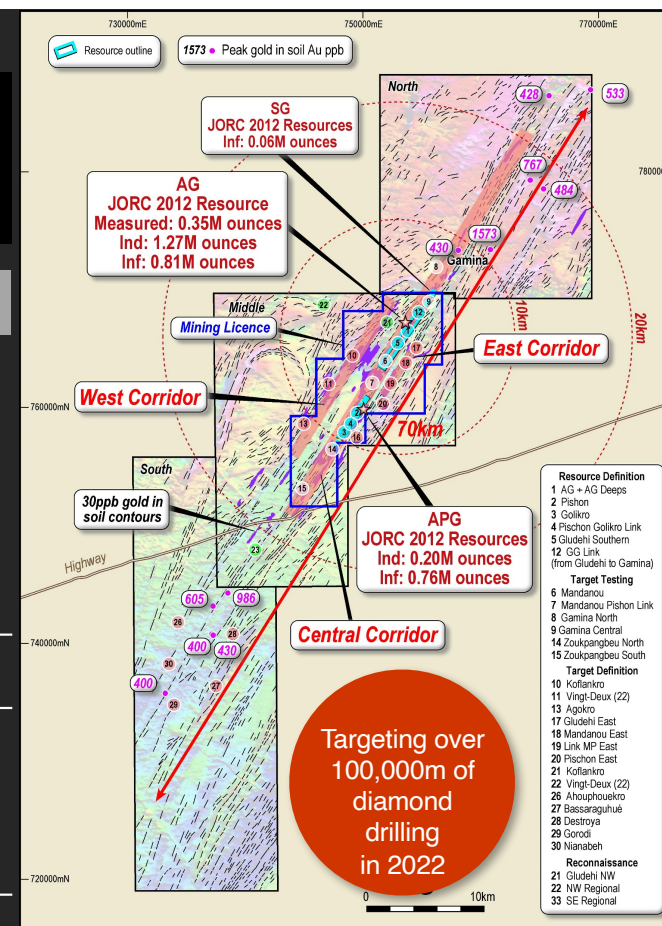 730000mE
750000mE
770000mE
Resource outline
1573 Peak gold in soil Au ppb
North
428
533
SG
JORC 2012 Resources
Inf: 0.06M ounces
767
484
780000
AG
JORC 2012 Resource
Measured: 0.35M ounces
Ind: 1.27M ounces
Inf: 0.81M ounces
430
1573
Gamina
8
Middle
22
9
12
21
1
10km
20km
Mining Licence
5
17
10
6
18
East Corridor
11
7
19
West Corridor
760000mN
2
20
13
4
3
16
70km
14
South
15
30ppb gold in
soil contours
APG
JORC 2012 Resources
Ind: 0.20M ounces
Inf: 0.76M ounces
23
Highway
605
986
26
28
Central Corridor
400
430
740000mN
30
400
27
29
Targeting over
100,000m of
diamond
drilling
in 2022
720000mN
0
10km
Resource Definition
1 AG + AG Deeps
2 Pishon
3 Golikro
4 Pischon Golikro Link
5 Gludehi Southern
12 GG Link
(from Gludehi to Gamina)
Target Testing
6 Mandanou
7 Mandanou Pishon Link
8 Gamina North
9 Gamina Central
14 Zoukpangbeu North
15 Zoukpangbeu South
Target Definition
10 Koflankro
11 Vingt-Deux (22)
13 Agokro
17 Gludehi East
18 Mandanou East
19 Link MP East
20 Pischon East
21 Koflankro
22 Vingt-Deux (22)
26 Ahouphouekro
27 Bassaraguhué
28 Destroya
29 Gorodi
30 Nianabeh
Reconnaissance
21 Gludehi NW
22 NW Regional
33 SE Regional